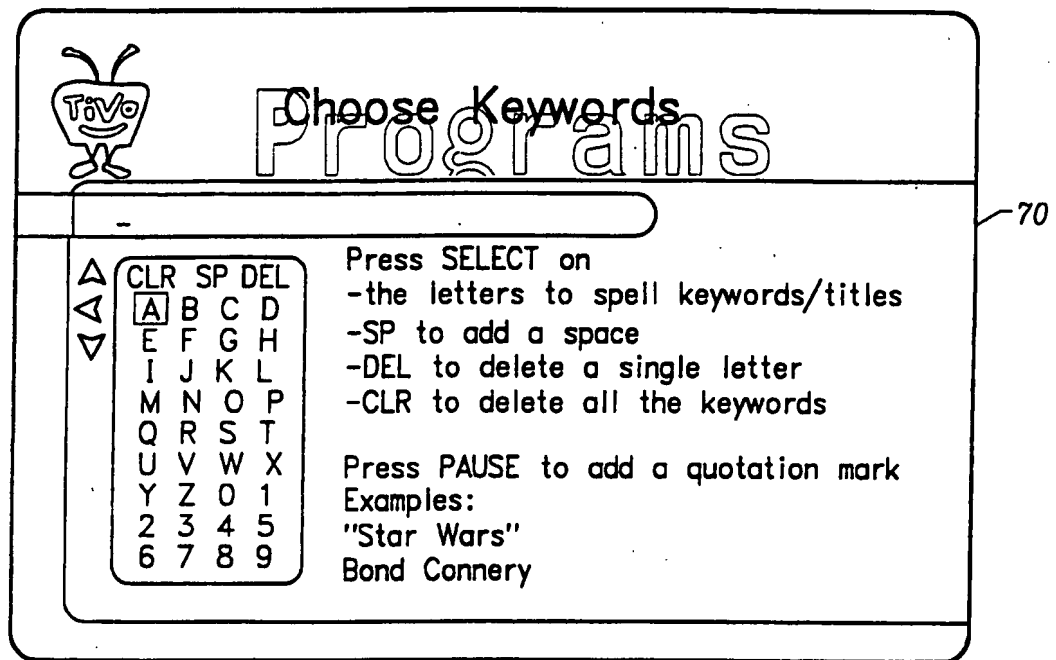 TiVo
Choose Keywords
Programs
70
_
CLR SP DEL
A B C D
E F G H
I J K L
M N O P
Q R S T
U V W X
Y Z 0 1
2 3 4 5
6 7 8 9
Press SELECT on
-the letters to spell keywords/titles
-SP to add a space
-DEL to delete a single letter
-CLR to delete all the keywords
Press PAUSE to add a quotation mark
Examples:
"Star Wars"
Bond Connery